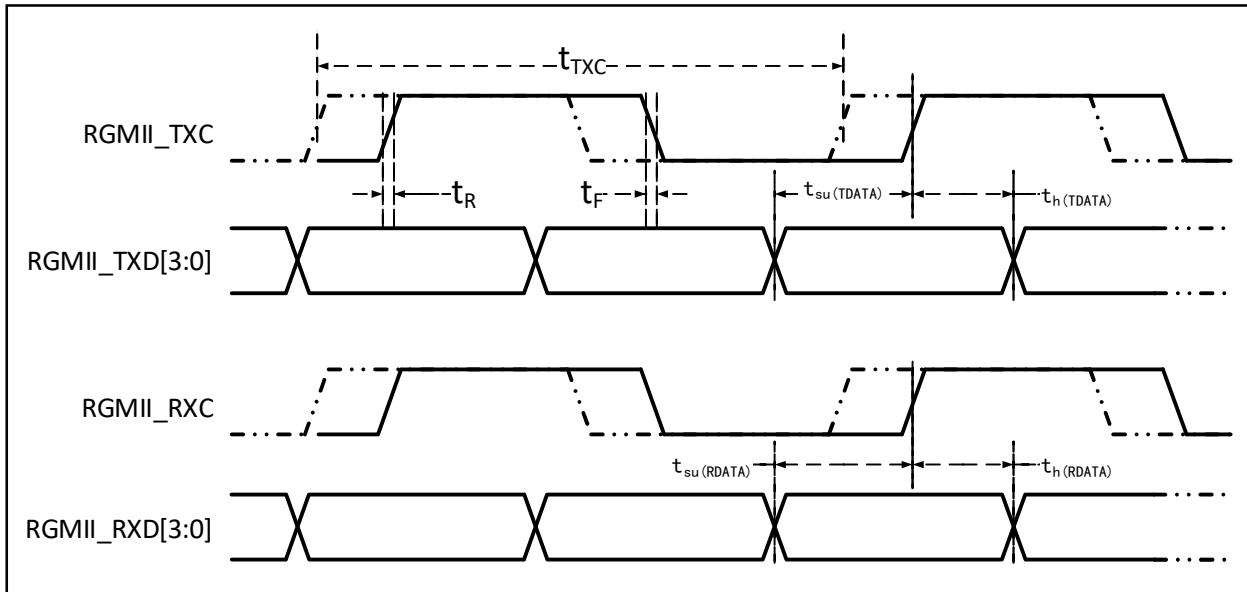 tTXC
RGMII_TXC
tR
tF
tsu(TDATA)
th(TDATA)
RGMII_TXD[3:0]
RGMII_RXC
tsu(RDATA)
th(RDATA)
RGMII_RXD[3:0]